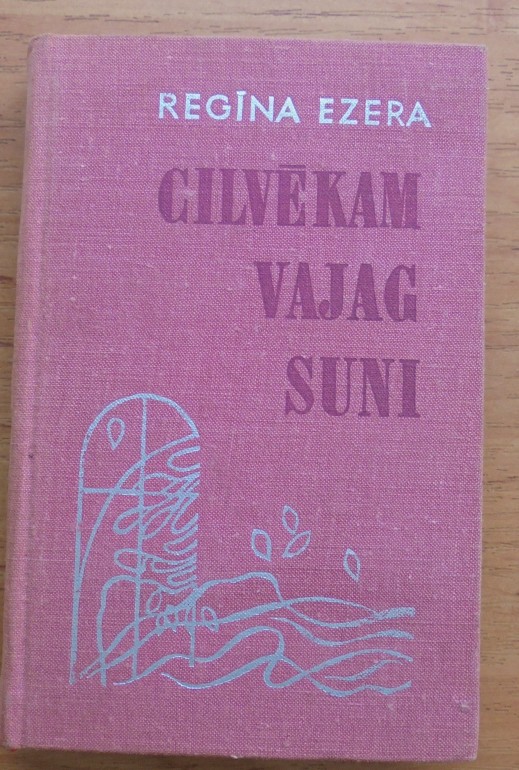 REGĪNA EZERA
CILVĒKAM
VAJAG
SUNI